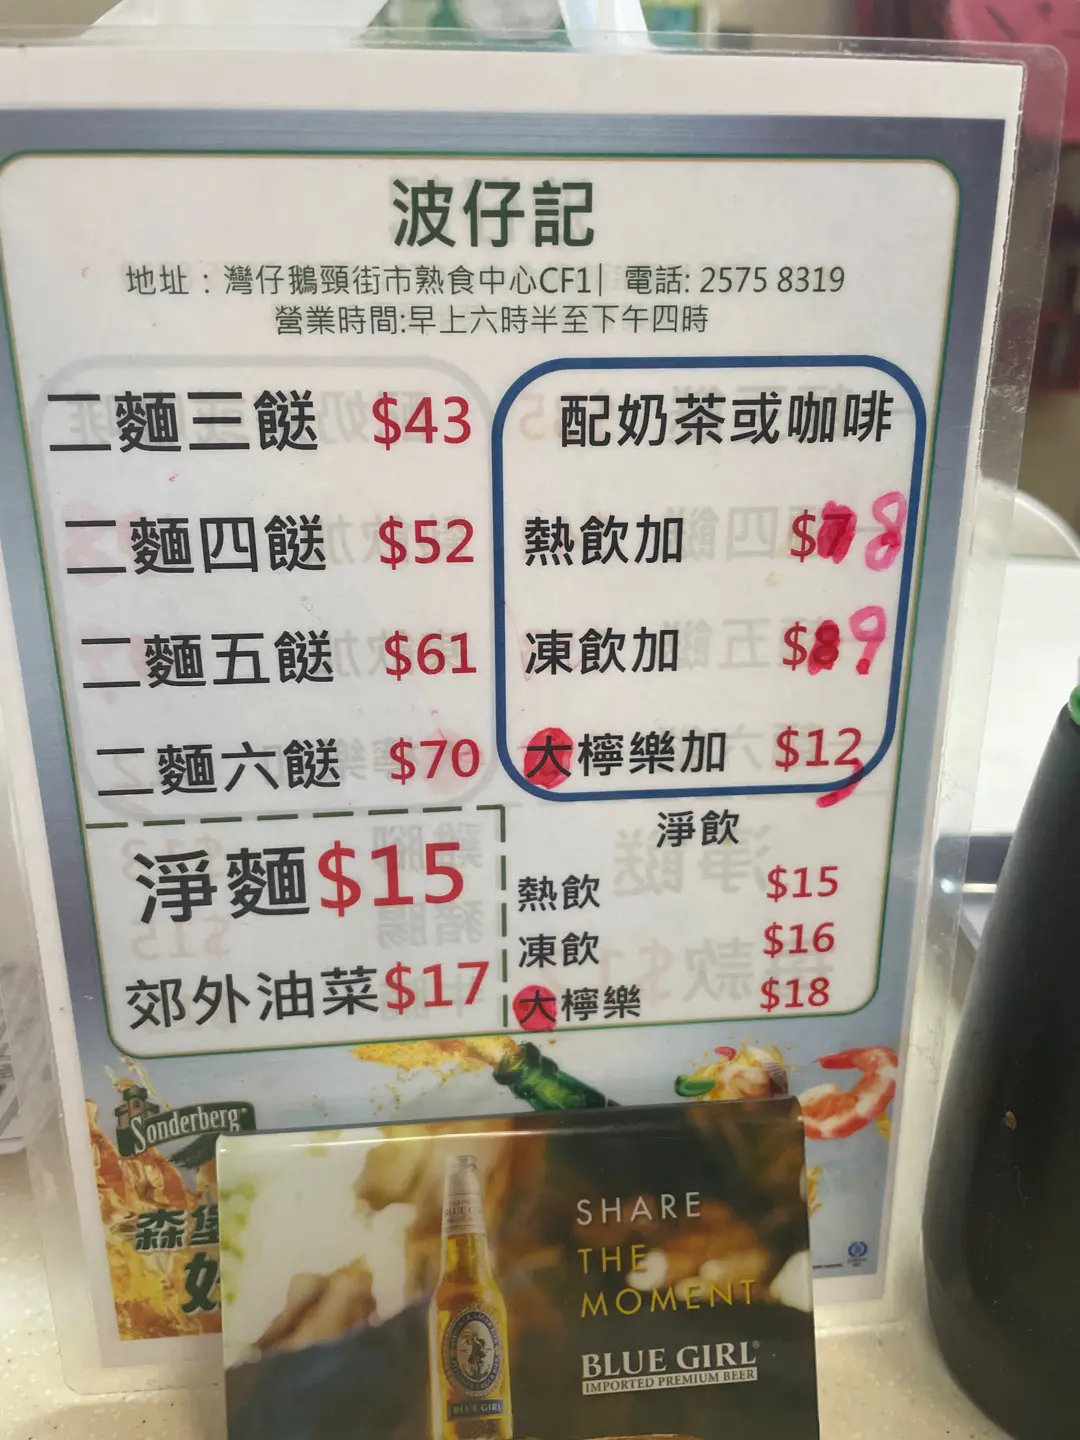 波仔記
地址：灣仔鵝頸街市熟食中心CF1| 電話: 2575 8319
營業時間:早上六時半至下午四時
二麵三餸 $43
二麵四餸 $52
二麵五餸 $61
二麵六餸 $70
配奶茶或咖啡
熱飲加 $8
凍飲加 $9
大檸樂加 $12
淨麵$15
郊外油菜$17
淨飲
熱飲 $15
凍飲 $16
大檸樂 $18
Sonderberg
森堡
SHARE
THE
MOMENT
BLUE GIRL
IMPORTED PREMIUM BEER
BLUE GIRL